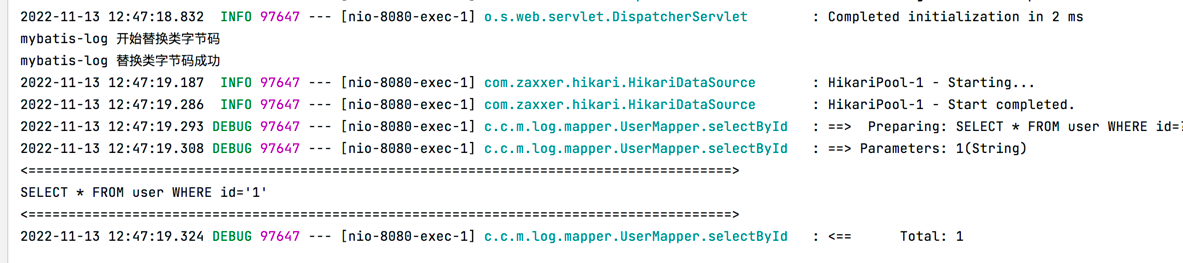 2022-11-13 12:47:18.832  INFO 97647 --- [nio-8080-exec-1] o.s.web.servlet.DispatcherServlet        : Completed initialization in 2 ms
mybatis-log 开始替换类字节码
mybatis-log 替换类字节码成功
2022-11-13 12:47:19.187  INFO 97647 --- [nio-8080-exec-1] com.zaxxer.hikari.HikariDataSource       : HikariPool-1 - Starting...
2022-11-13 12:47:19.286  INFO 97647 --- [nio-8080-exec-1] com.zaxxer.hikari.HikariDataSource       : HikariPool-1 - Start completed.
2022-11-13 12:47:19.293 DEBUG 97647 --- [nio-8080-exec-1] c.c.m.log.mapper.UserMapper.selectById   : ==>  Preparing: SELECT * FROM user WHERE id=?
2022-11-13 12:47:19.308 DEBUG 97647 --- [nio-8080-exec-1] c.c.m.log.mapper.UserMapper.selectById   : ==> Parameters: 1(String)
<========================================================================================>
SELECT * FROM user WHERE id='1'
<========================================================================================>
2022-11-13 12:47:19.324 DEBUG 97647 --- [nio-8080-exec-1] c.c.m.log.mapper.UserMapper.selectById   : <==      Total: 1